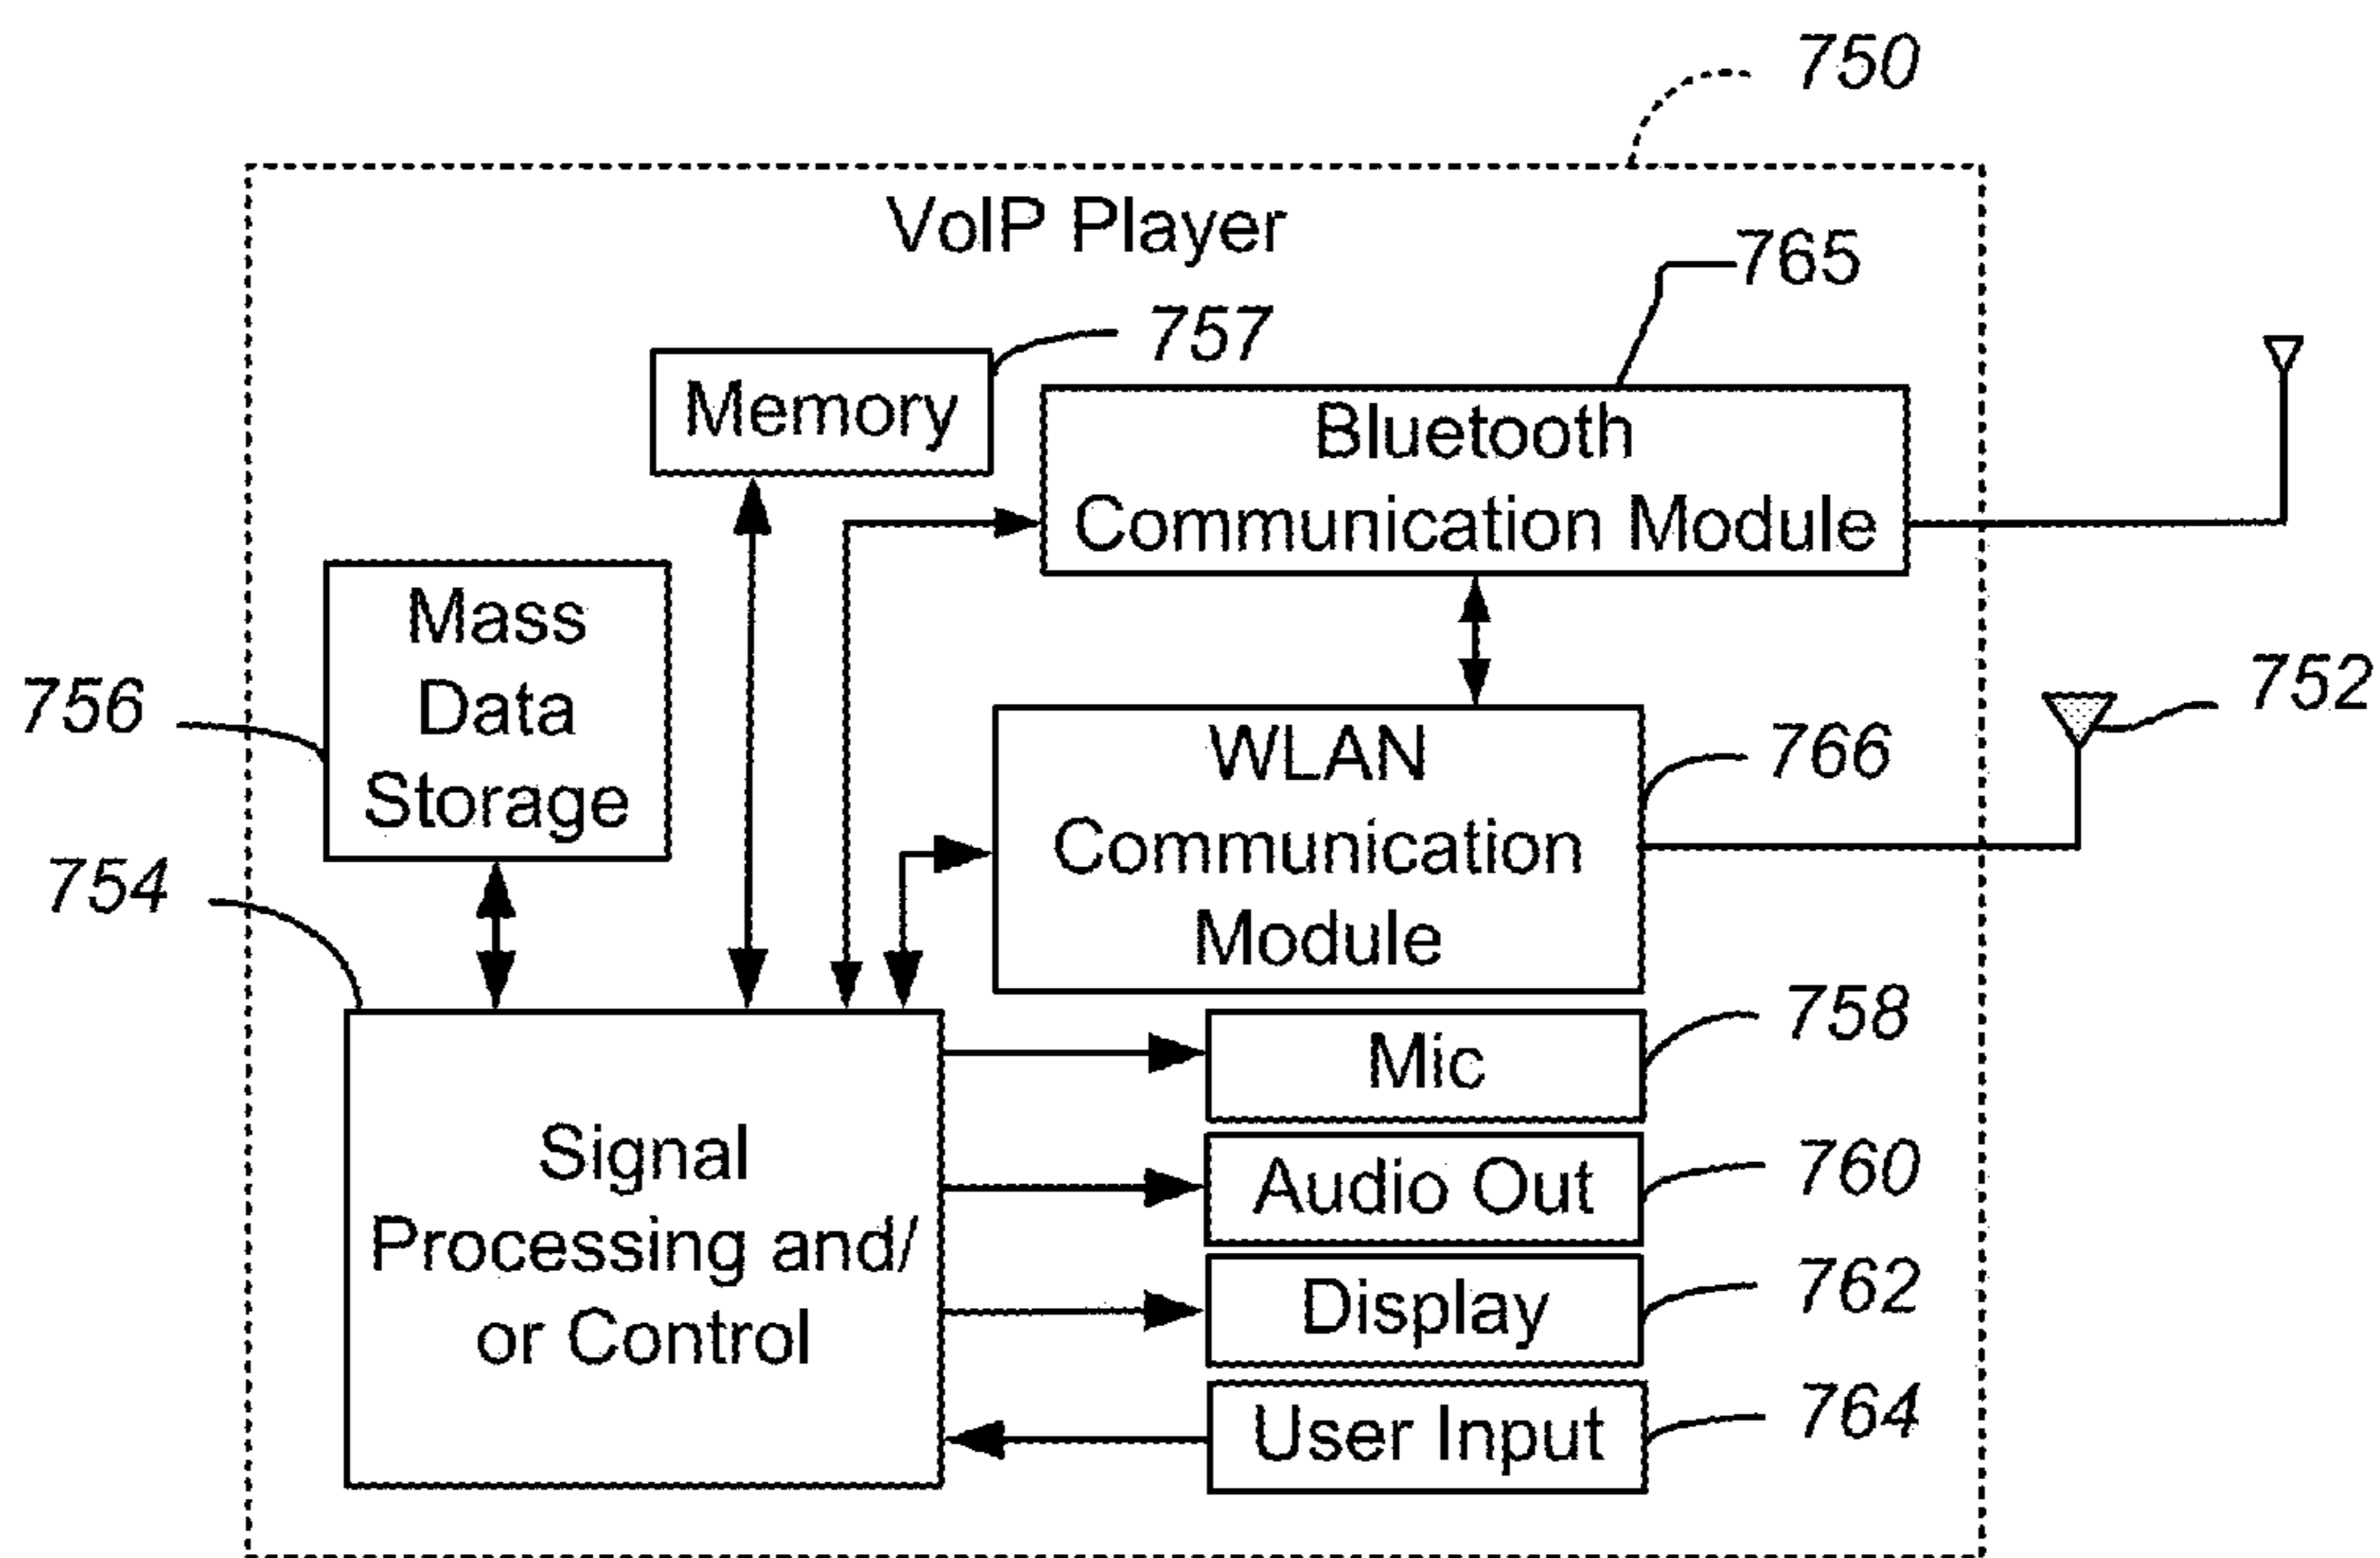 750
VoIP Player
765
757
Memory
Bluetooth
Communication Module
Mass
Data
Storage
756
752
WLAN
Communication
Module
766
754
Mic
758
Signal
Processing and/
or Control
Audio Out
760
Display
762
User Input
764